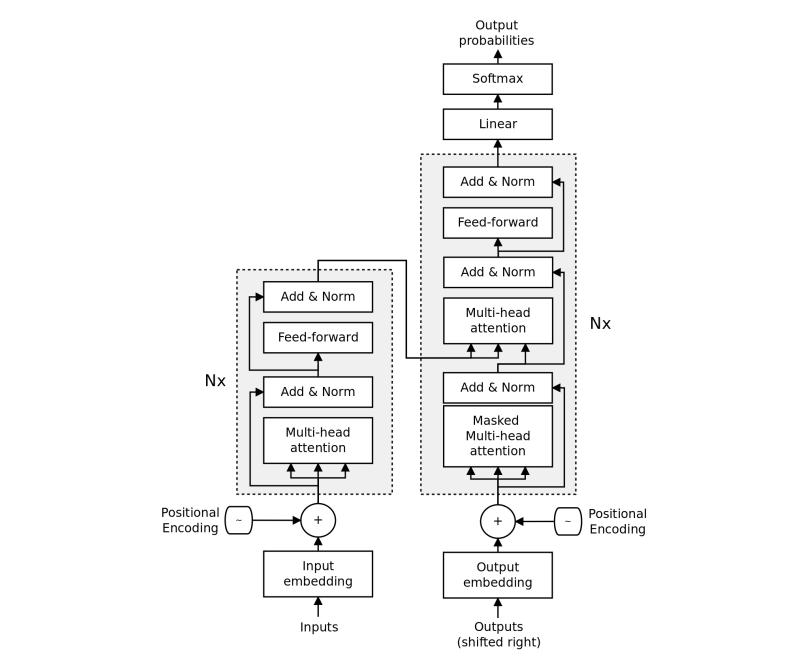 Output
probabilities
Softmax
Linear
Add & Norm
Feed-forward
Add & Norm
Multi-head
attention
Nx
Add & Norm
Masked
Multi-head
attention
Add & Norm
Feed-forward
Nx
Add & Norm
Multi-head
attention
Positional
Encoding
~
+
Input
embedding
Inputs
+
~
Positional
Encoding
Output
embedding
Outputs
(shifted right)